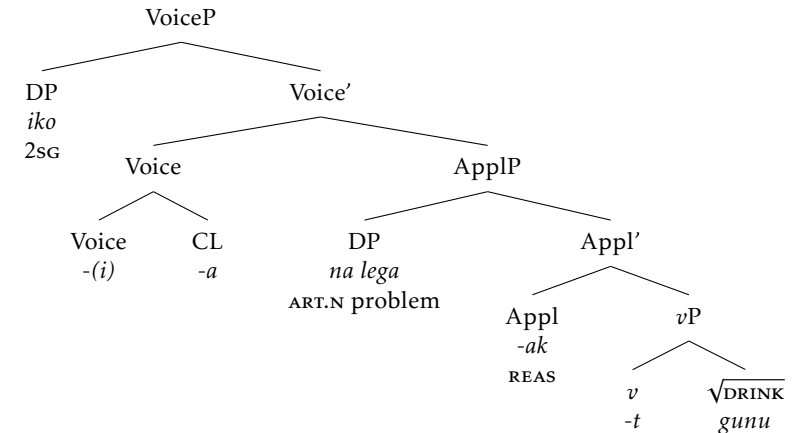 VoiceP
DP Voice’
iko
2SG
Voice ApplP
Voice CL DP Appl’
-(i) -a na lega
ART.N problem
Appl vP
-ak
REAS
v √DRINK
-t gunu